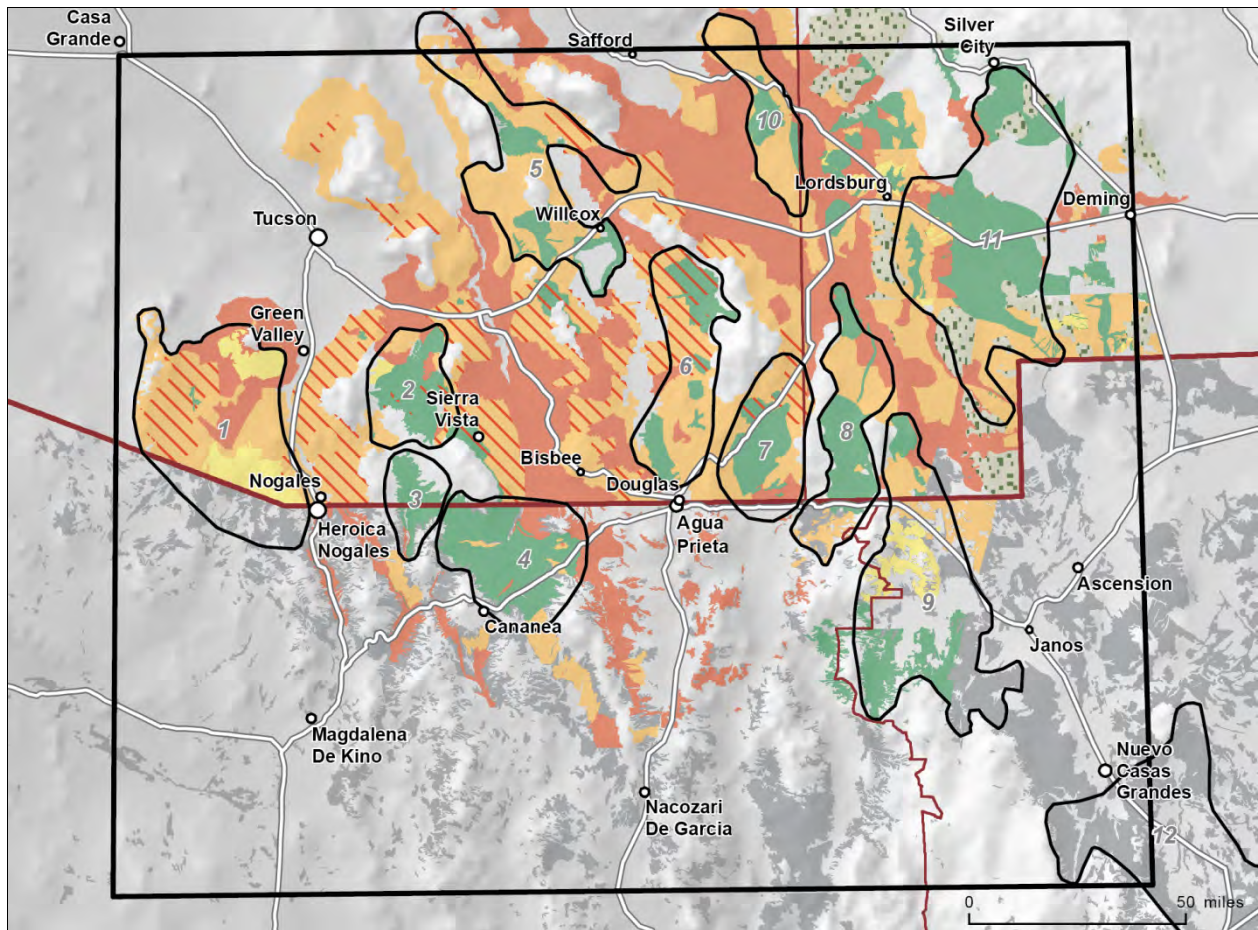 Casa
Grande
Safford
Silver
City
10
5
Lordsburg
Willcox
Deming
Tucson
11
Green
Valley
6
2
Sierra
Vista
1
7
8
Bisbee
Nogales
Douglas
3
Heroica
Nogales
Agua
Prieta
4
Ascension
9
Cananea
Janos
Magdalena
De Kino
Nuevo
Casas
Grandes
Nacozari
De Garcia
12
0 50 miles